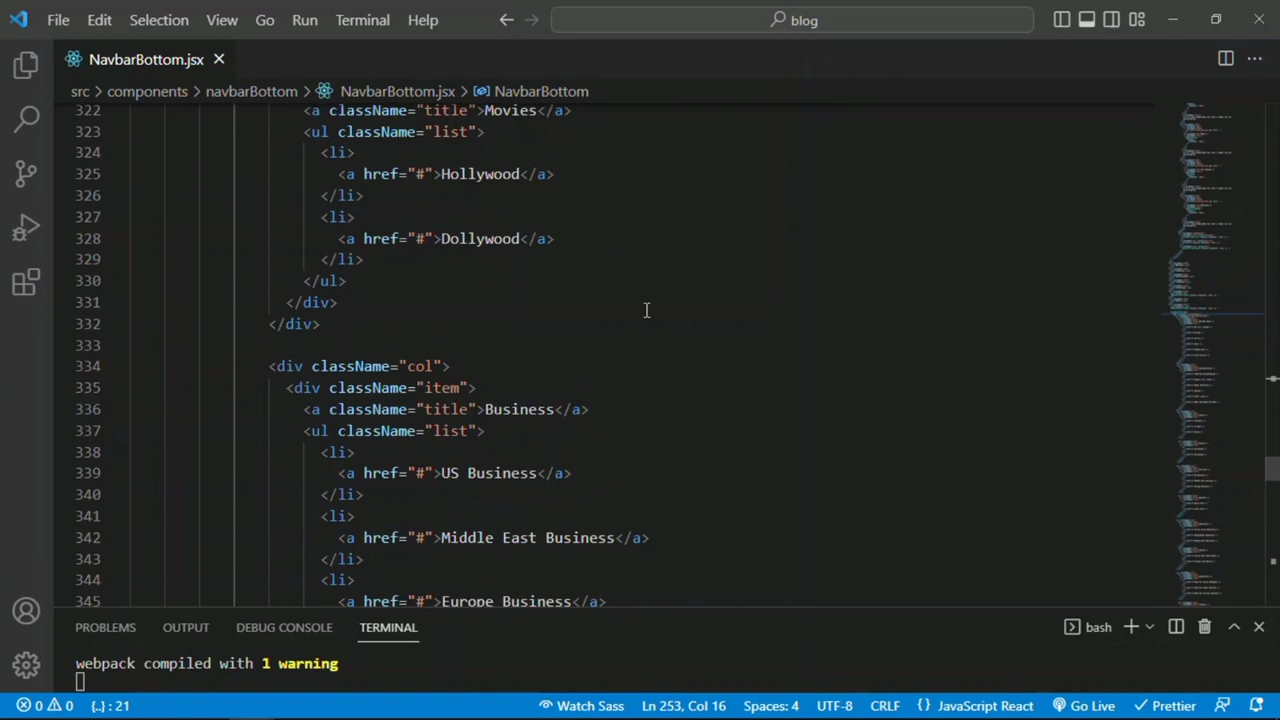 File Edit Selection View Go Run Terminal Help blog
NavbarBottom.jsx
src > components > navbarBottom > NavbarBottom.jsx > NavbarBottom
322 <a className="title">Movies</a>
323 <ul className="list">
324 <li>
325 <a href="#">Hollywood</a>
326 </li>
327 <li>
328 <a href="#">Dollywood</a>
329 </li>
330 </ul>
331 </div>
332 </div>
333
334 <div className="col">
335 <div className="item">
336 <a className="title">Business</a>
337 <ul className="list">
338 <li>
339 <a href="#">US Business</a>
340 </li>
341 <li>
342 <a href="#">Middle East Business</a>
343 </li>
344 <li>
345 <a href="#">Europe Business</a>
PROBLEMS OUTPUT DEBUG CONSOLE TERMINAL bash
webpack compiled with 1 warning
0 0 {..} : 21 Watch Sass Ln 253, Col 16 Spaces: 4 UTF-8 CRLF { } JavaScript React Go Live Prettier